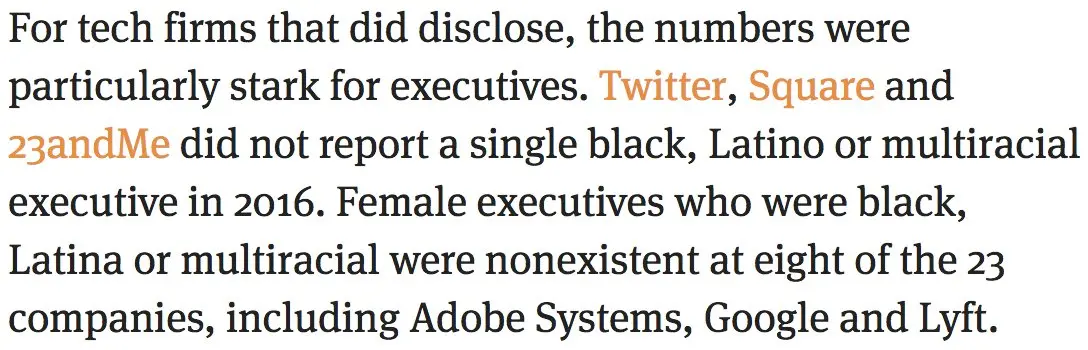 For tech firms that did disclose, the numbers were
particularly stark for executives. Twitter, Square and
23andMe did not report a single black, Latino or multiracial
executive in 2016. Female executives who were black,
Latina or multiracial were nonexistent at eight of the 23
companies, including Adobe Systems, Google and Lyft.